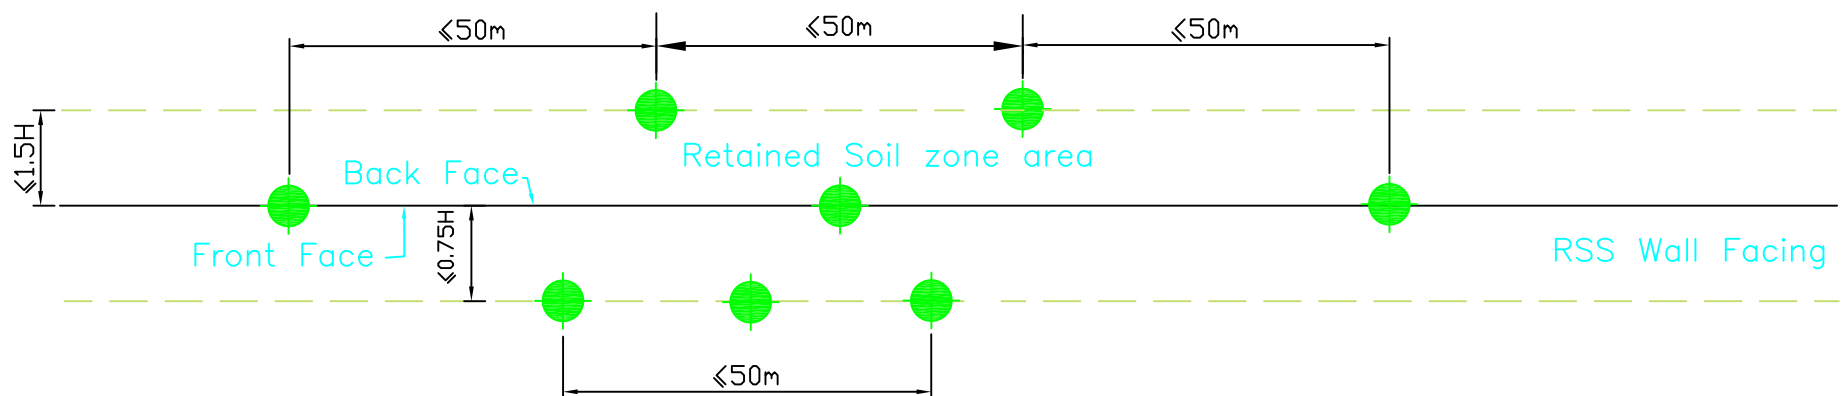 ⩽50m
⩽50m
⩽50m
⩽1.5H
Retained Soil zone area
Back Face
Front Face
⩽0.75H
RSS Wall Facing
⩽50m